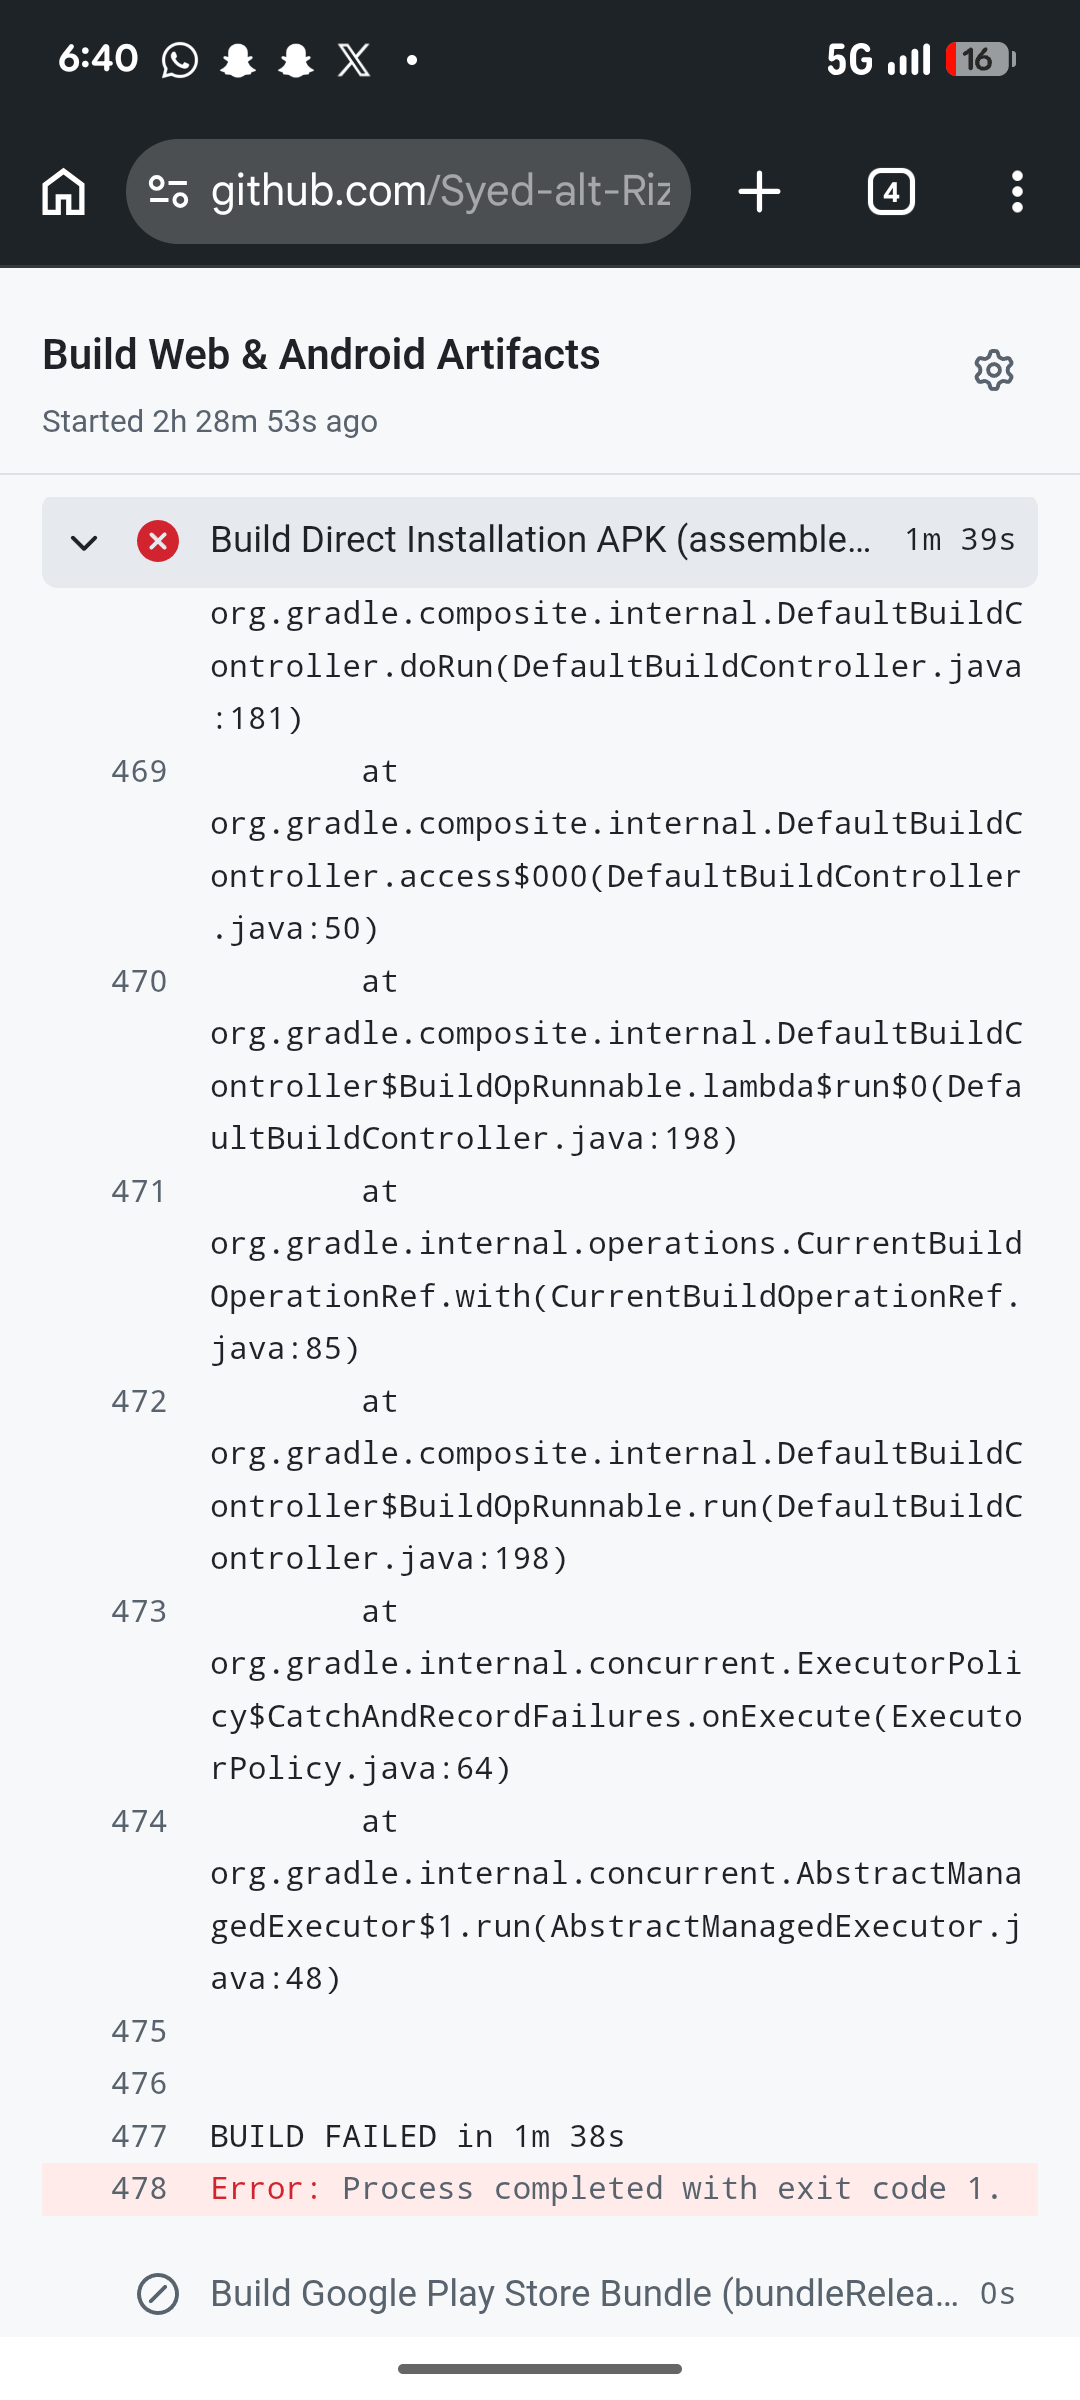 6:40
5G
16
github.com/Syed-alt-Riz
4
Build Web & Android Artifacts
Started 2h 28m 53s ago
Build Direct Installation APK (assemble... 1m 39s
org.gradle.composite.internal.DefaultBuildC
ontroller.doRun(DefaultBuildController.java
:181)
469 at
org.gradle.composite.internal.DefaultBuildC
ontroller.access$000(DefaultBuildController
.java:50)
470 at
org.gradle.composite.internal.DefaultBuildC
ontroller$BuildOpRunnable.lambda$run$0(Defa
ultBuildController.java:198)
471 at
org.gradle.internal.operations.CurrentBuild
OperationRef.with(CurrentBuildOperationRef.
java:85)
472 at
org.gradle.composite.internal.DefaultBuildC
ontroller$BuildOpRunnable.run(DefaultBuildC
ontroller.java:198)
473 at
org.gradle.internal.concurrent.ExecutorPoli
cy$CatchAndRecordFailures.onExecute(Executo
rPolicy.java:64)
474 at
org.gradle.internal.concurrent.AbstractMana
gedExecutor$1.run(AbstractManagedExecutor.j
ava:48)
475
476
477 BUILD FAILED in 1m 38s
478 Error: Process completed with exit code 1.
Build Google Play Store Bundle (bundleRelea... 0s